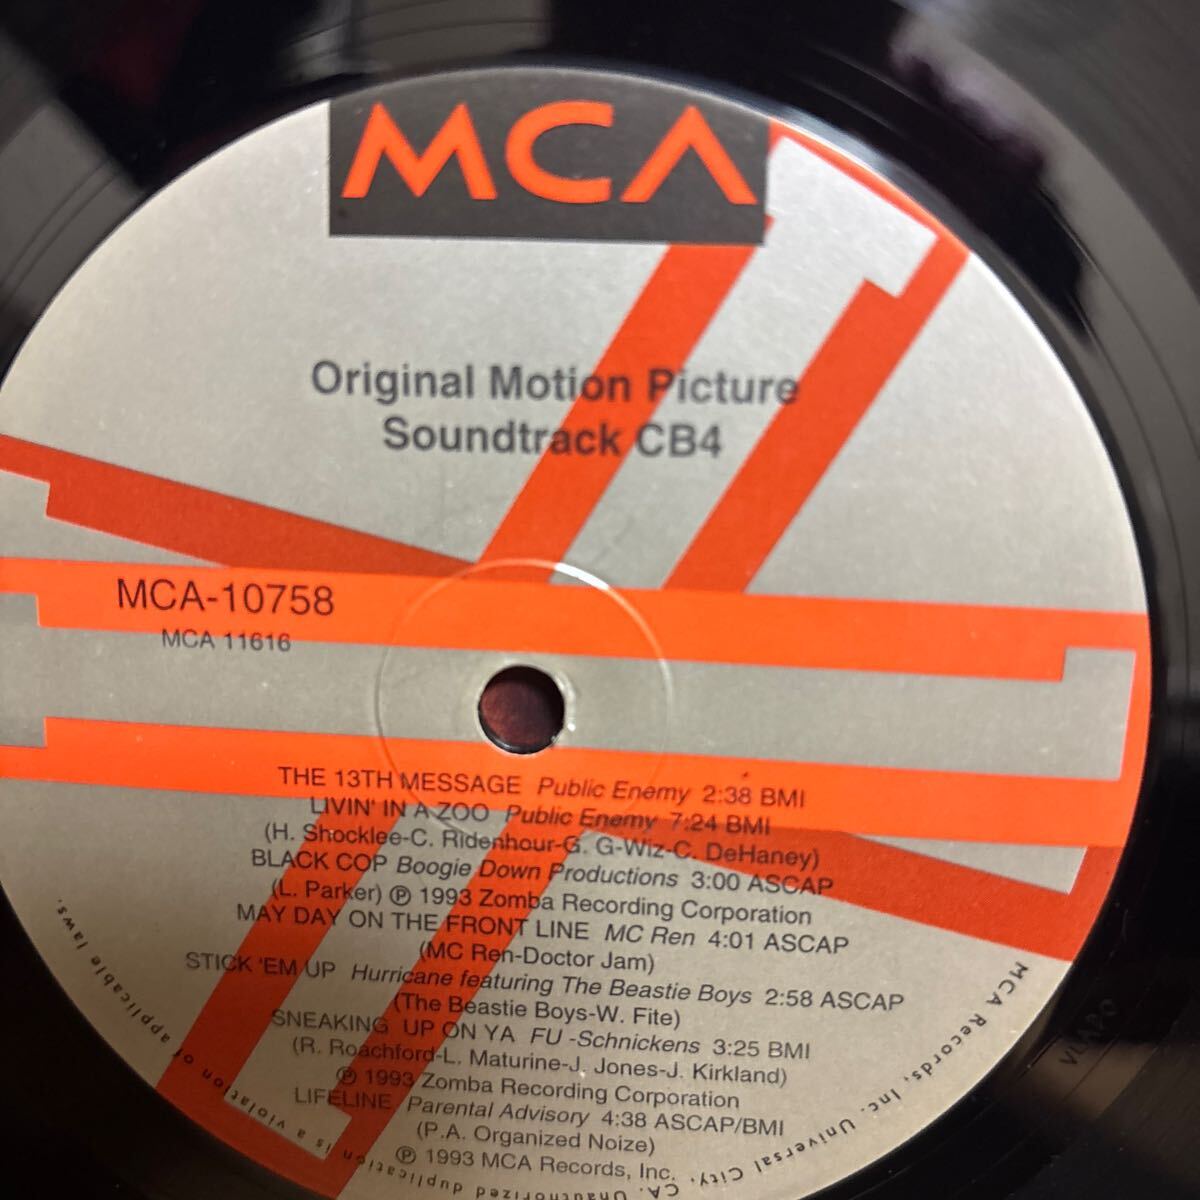 MCA
Original Motion Picture
Soundtrack CB4
MCA-10758
MCA 11616
THE 13TH MESSAGE Public Enemy 2:38 BMI
LIVIN' IN A ZOO Public Enemy 7:24 BMI
(H. Shocklee-C. Ridenhour-G. G-Wiz-C. DeHaney)
BLACK COP Boogie Down Productions 3:00 ASCAP
(L. Parker) ℗ 1993 Zomba Recording Corporation
MAY DAY ON THE FRONT LINE MC Ren 4:01 ASCAP
(MC Ren-Doctor Jam)
STICK 'EM UP Hurricane featuring The Beastie Boys 2:58 ASCAP
(The Beastie Boys-W. Fite)
SNEAKING UP ON YA FU -Schnickens 3:25 BMI
(R. Roachford-L. Maturine-J. Jones-J. Kirkland)
℗ 1993 Zomba Recording Corporation
LIFELINE Parental Advisory 4:38 ASCAP/BMI
(P.A. Organized Noize)
℗ 1993 MCA Records, Inc.
MCA Records, Inc. Universal City, CA. Unauthorized duplication is a violation of applicable laws.